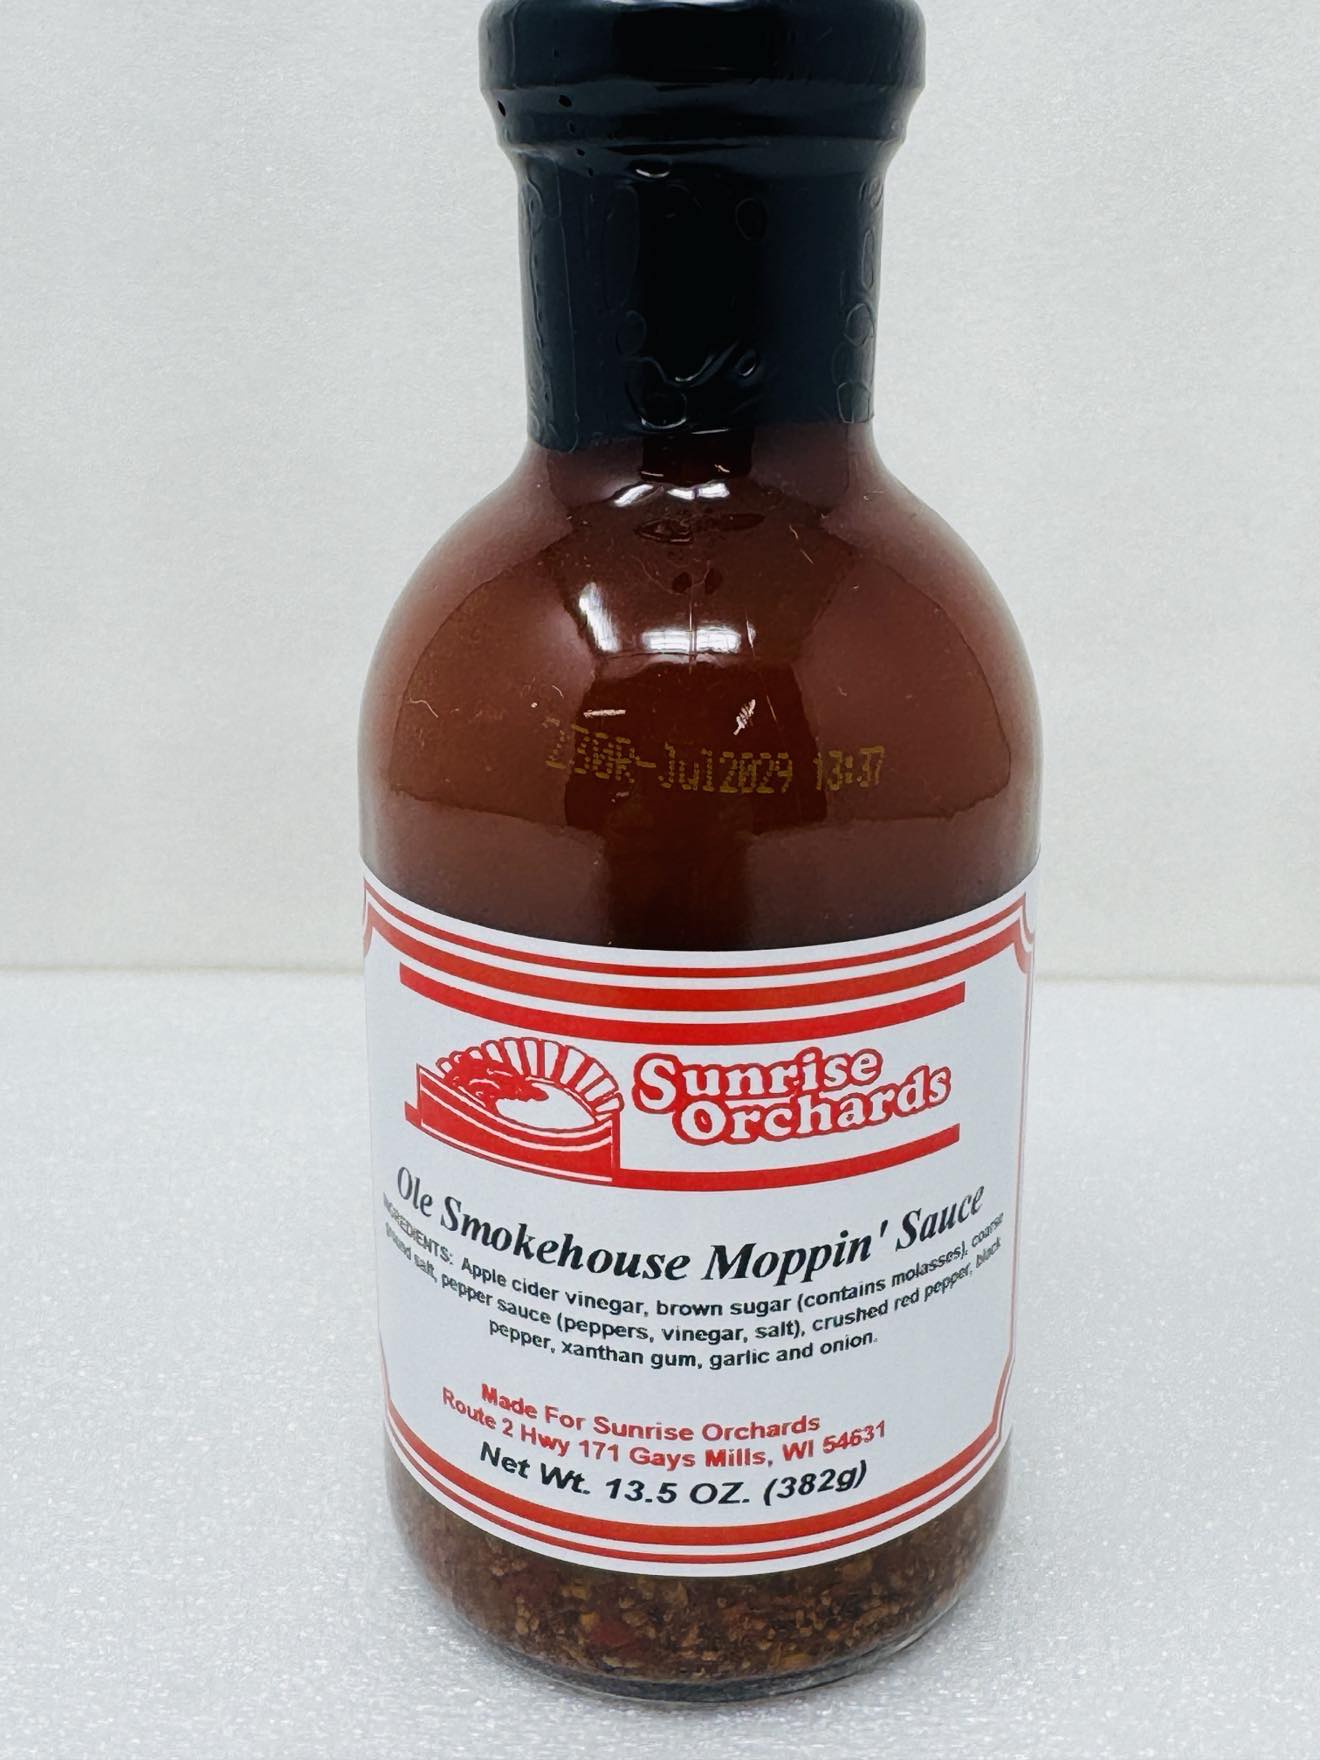 Jul2029 13:37
Sunrise
Orchards
Ole Smokehouse Moppin' Sauce
INGREDIENTS: Apple cider vinegar, brown sugar (contains molasses), coarse
ground salt, pepper sauce (peppers, vinegar, salt), crushed red pepper, black
pepper, xanthan gum, garlic and onion.
Made For Sunrise Orchards
Route 2 Hwy 171 Gays Mills, WI 54631
Net Wt. 13.5 OZ. (382g)